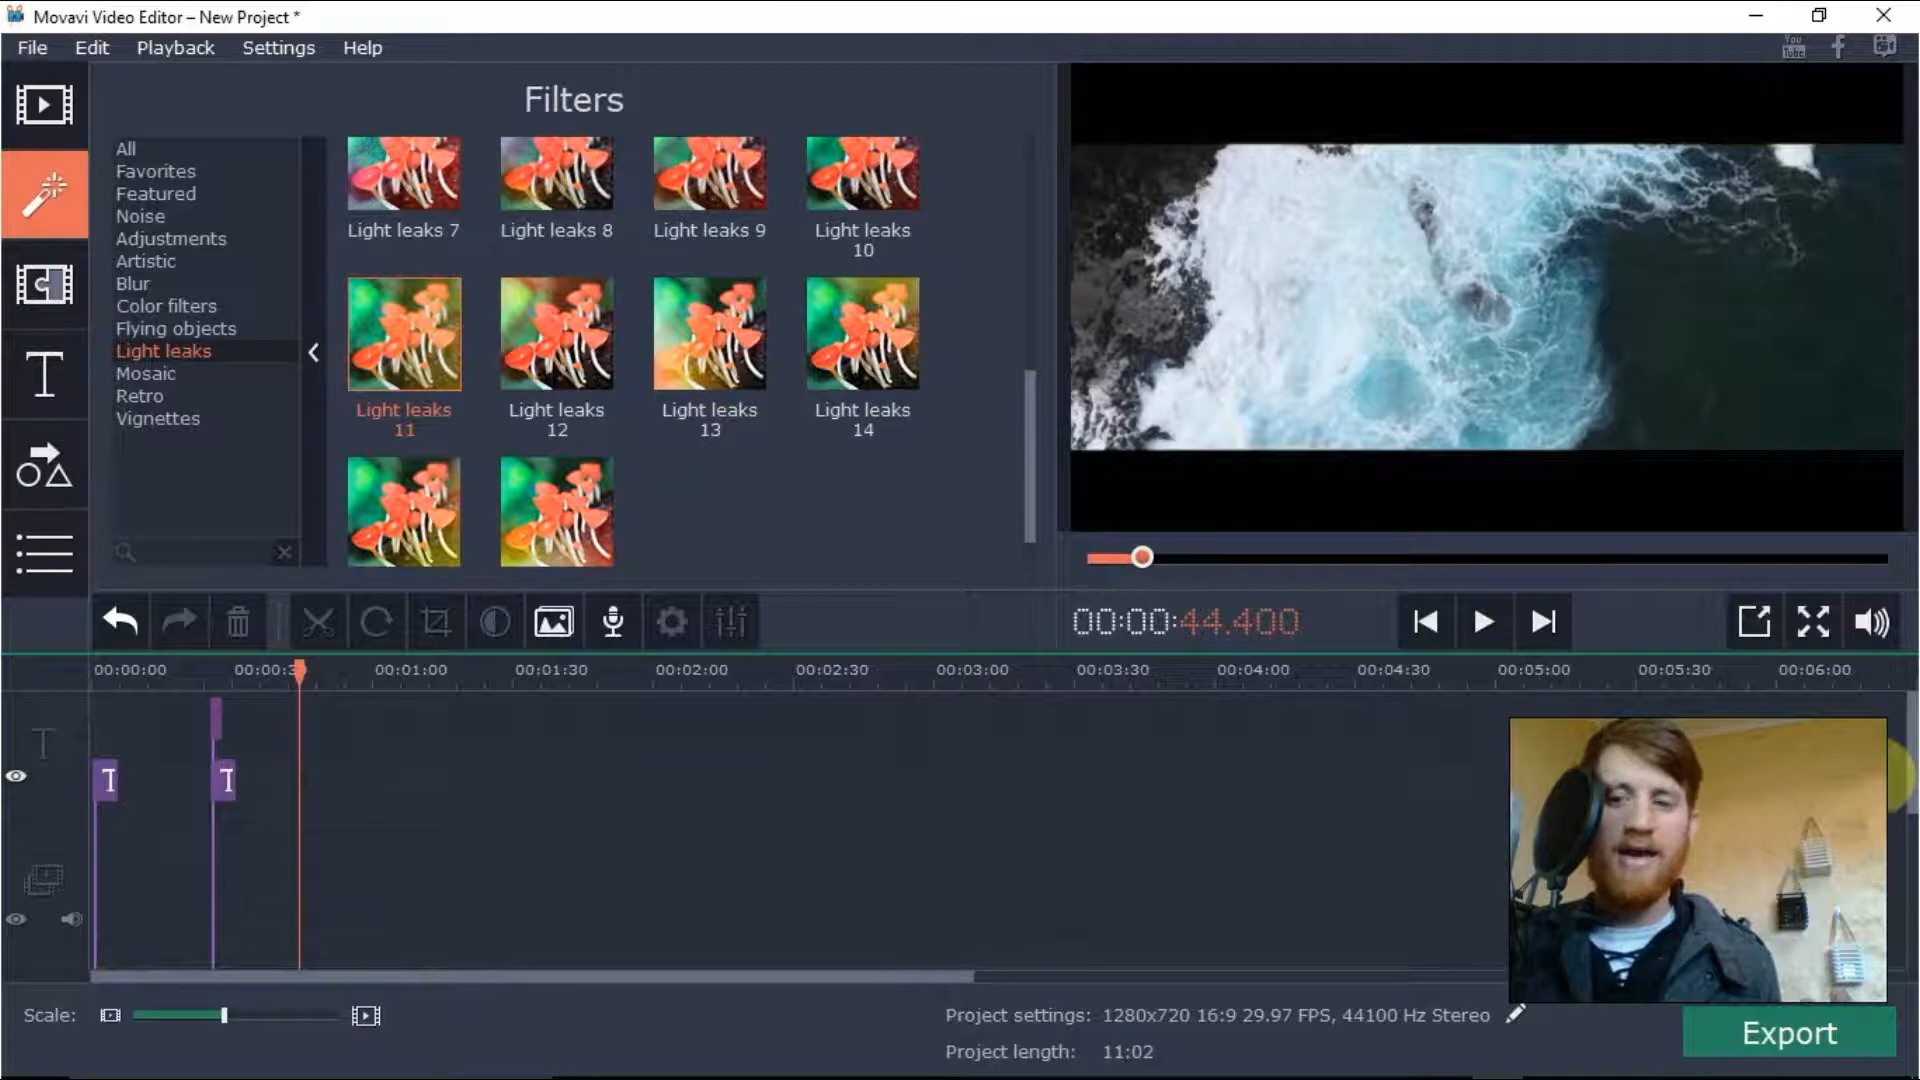 Movavi Video Editor – New Project *
File Edit Playback Settings Help
You
Tube
Filters
All
Favorites
Featured
Noise
Adjustments
Artistic
Blur
Color filters
Flying objects
Light leaks
Mosaic
Retro
Vignettes
Light leaks 7
Light leaks 8
Light leaks 9
Light leaks
10
Light leaks
11
Light leaks
12
Light leaks
13
Light leaks
14
00:00:44.400
00:00:00 00:00:3 00:01:00 00:01:30 00:02:00 00:02:30 00:03:00 00:03:30 00:04:00 00:04:30 00:05:00 00:05:30 00:06:00
T
T T
Scale:
Project settings: 1280x720 16:9 29.97 FPS, 44100 Hz Stereo
Project length: 11:02
Export